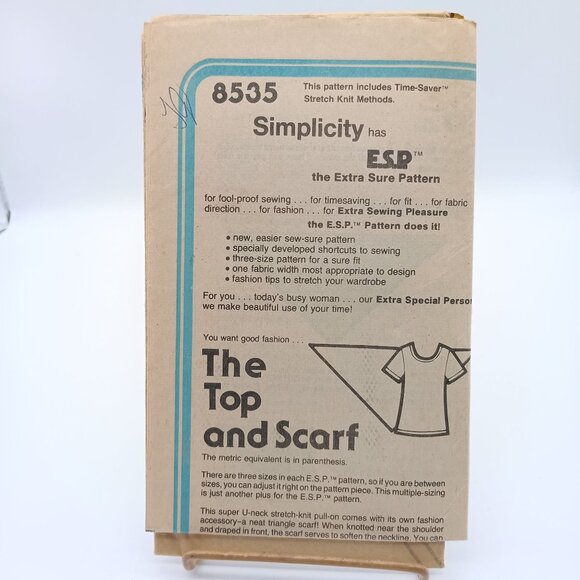 8535
This pattern includes Time-Saver™
Stretch Knit Methods.
Simplicity has
E.S.P.™
the Extra Sure Pattern
for fool-proof sewing . . . for timesaving . . . for fit . . . for fabric
direction . . . for fashion . . . for Extra Sewing Pleasure
the E.S.P.™ Pattern does it!
• new, easier sew-sure pattern
• specially developed shortcuts to sewing
• three-size pattern for a sure fit
• one fabric width most appropriate to design
• fashion tips to stretch your wardrobe
For you . . . today's busy woman . . . our Extra Special
we make beautiful use of your time!
You want good fashion . . .
The
Top
and Scarf
The metric equivalent is in parenthesis.
There are three sizes in each E.S.P.™ pattern, so if you are between
sizes, you can adjust it right on the pattern piece. This multiple-sizing
is just another plus for the E.S.P.™ pattern.
This super U-neck stretch-knit pull-on comes with its own fashion
accessory–a neat triangle scarf! When knotted near the shoulder
and draped in front, the scarf serves to soften the neckline. You can